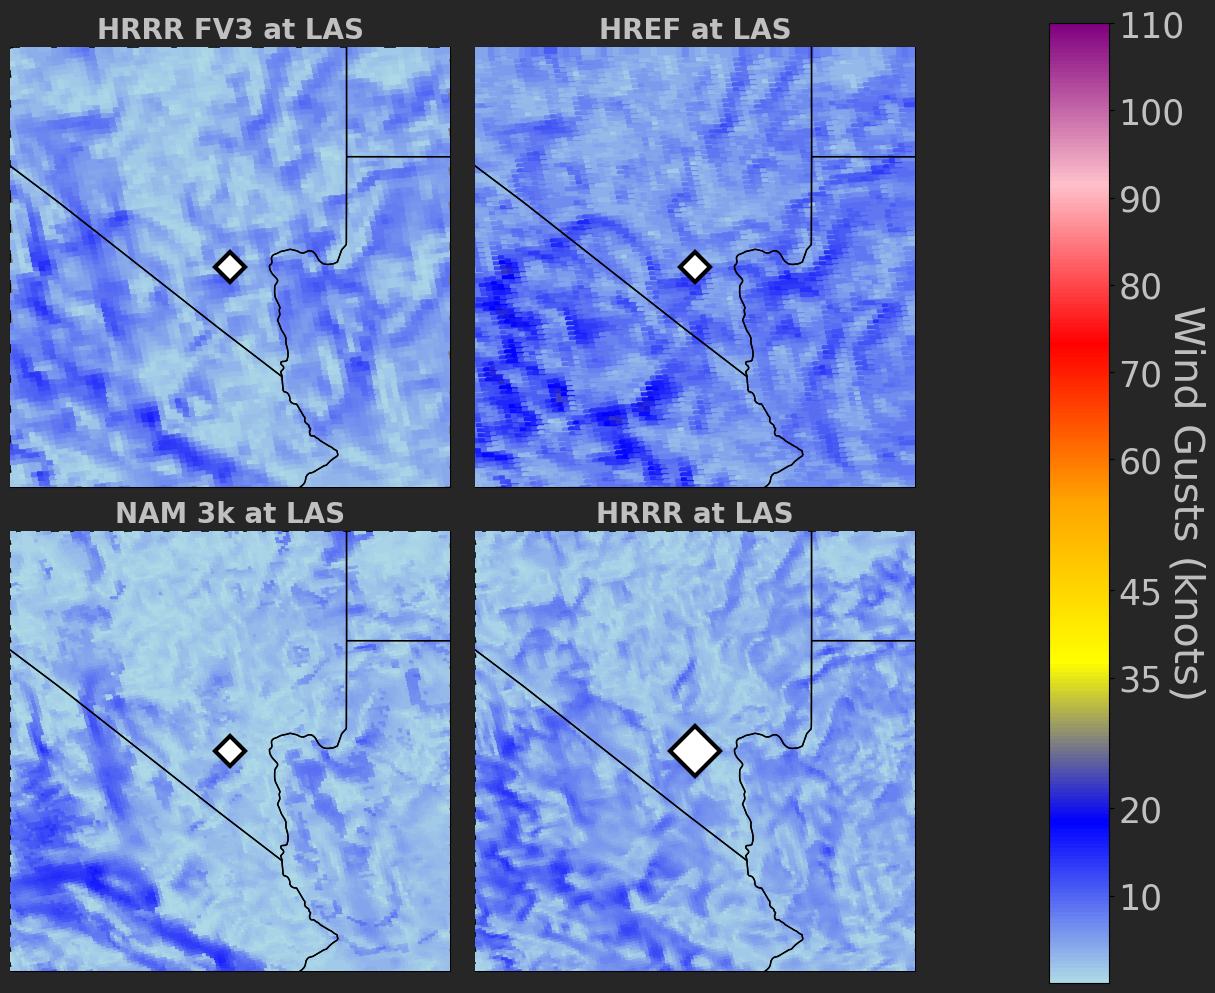 HRRR FV3 at LAS
HREF at LAS
NAM 3k at LAS
HRRR at LAS
110
100
90
80
70
60
45
35
20
10
Wind Gusts (knots)